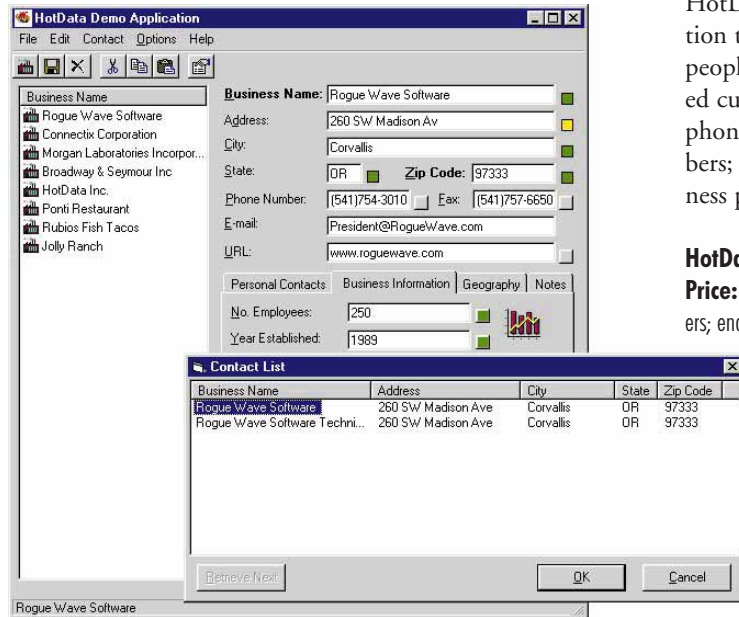 HotData Demo Application
File Edit Contact Options Help
Business Name
Rogue Wave Software
Connectix Corporation
Morgan Laboratories Incorpor...
Broadway & Seymour Inc
HotData Inc.
Ponti Restaurant
Rubios Fish Tacos
Jolly Ranch
Business Name: Rogue Wave Software
Address: 260 SW Madison Av
City: Corvallis
State: OR Zip Code: 97333
Phone Number: (541)754-3010 Fax: (541)757-6650
E-mail: President@RogueWave.com
URL: www.roguewave.com
Personal Contacts Business Information Geography Notes
No. Employees: 250
Year Established: 1989
Contact List
Business Name Address City State Zip Code
Rogue Wave Software 260 SW Madison Ave Corvallis OR 97333
Rogue Wave Software Techni... 260 SW Madison Ave Corvallis OR 97333
Retrieve Next OK Cancel
Rogue Wave Software
tion
peopl
ed cu
phon
bers;
ness p
HotDa
Price:
ers; enc